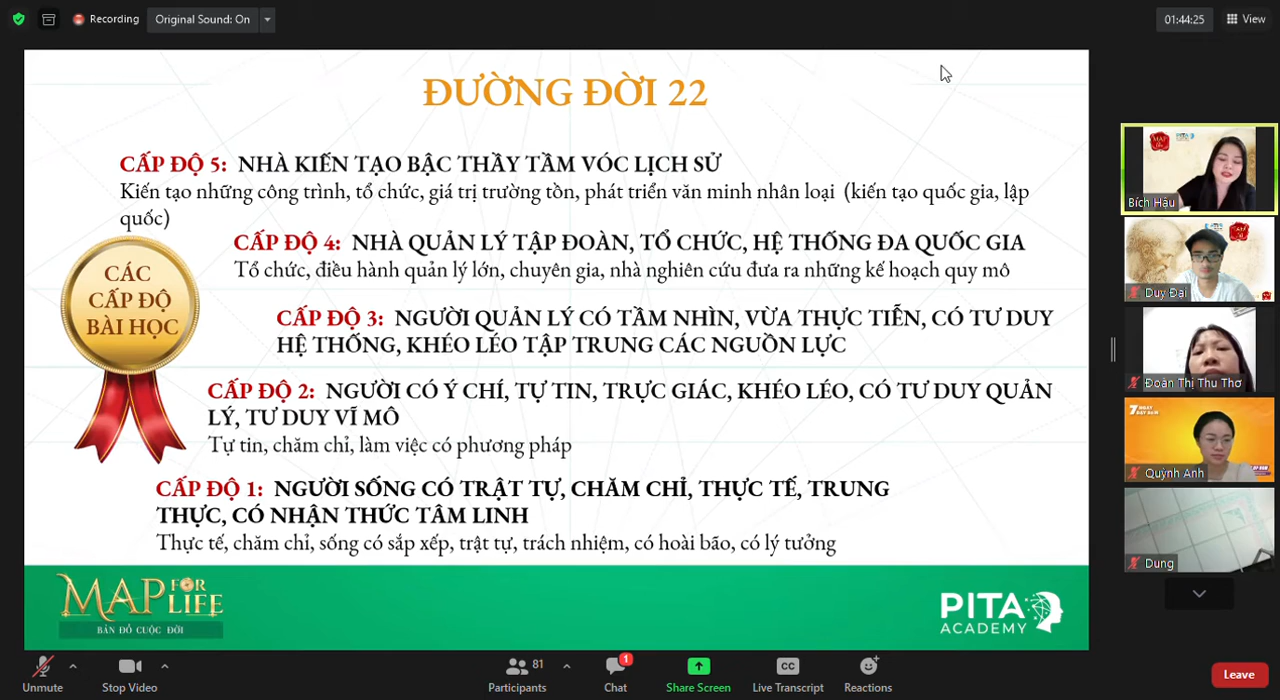 Recording
Original Sound: On
01:44:25
View
ĐƯỜNG ĐỜI 22
CẤP ĐỘ 5: NHÀ KIẾN TẠO BẬC THẦY TẦM VÓC LỊCH SỬ
Kiến tạo những công trình, tổ chức, giá trị trường tồn, phát triển văn minh nhân loại (kiến tạo quốc gia, lập
quốc)
CẤP ĐỘ 4: NHÀ QUẢN LÝ TẬP ĐOÀN, TỔ CHỨC, HỆ THỐNG ĐA QUỐC GIA
Tổ chức, điều hành quản lý lớn, chuyên gia, nhà nghiên cứu đưa ra những kế hoạch quy mô
CÁC
CẤP ĐỘ
BÀI HỌC
CẤP ĐỘ 3: NGƯỜI QUẢN LÝ CÓ TẦM NHÌN, VỪA THỰC TIỄN, CÓ TƯ DUY
HỆ THỐNG, KHÉO LÉO TẬP TRUNG CÁC NGUỒN LỰC
CẤP ĐỘ 2: NGƯỜI CÓ Ý CHÍ, TỰ TIN, TRỰC GIÁC, KHÉO LÉO, CÓ TƯ DUY QUẢN
LÝ, TƯ DUY VĨ MÔ
Tự tin, chăm chỉ, làm việc có phương pháp
CẤP ĐỘ 1: NGƯỜI SỐNG CÓ TRẬT TỰ, CHĂM CHỈ, THỰC TẾ, TRUNG
THỰC, CÓ NHẬN THỨC TÂM LINH
Thực tế, chăm chỉ, sống có sắp xếp, trật tự, trách nhiệm, có hoài bão, có lý tưởng
MAP FOR LIFE
BẢN ĐỒ CUỘC ĐỜI
PITA
ACADEMY
Bích Hậu
Duy Đại
Đoàn Thị Thu Thơ
Quỳnh Anh
Dung
Unmute
Stop Video
81
Participants
1
Chat
Share Screen
CC
Live Transcript
Reactions
Leave